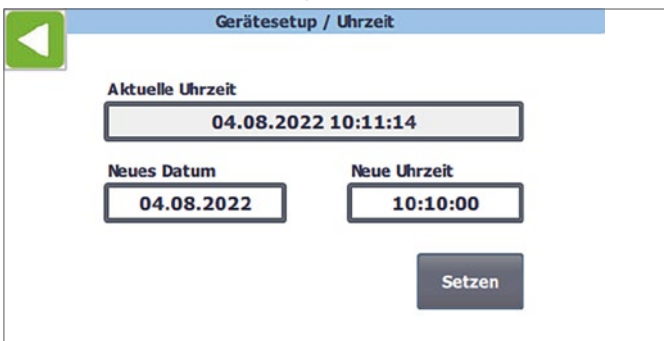 Gerätesetup / Uhrzeit
Aktuelle Uhrzeit
04.08.2022 10:11:14
Neues Datum
Neue Uhrzeit
04.08.2022
10:10:00
Setzen